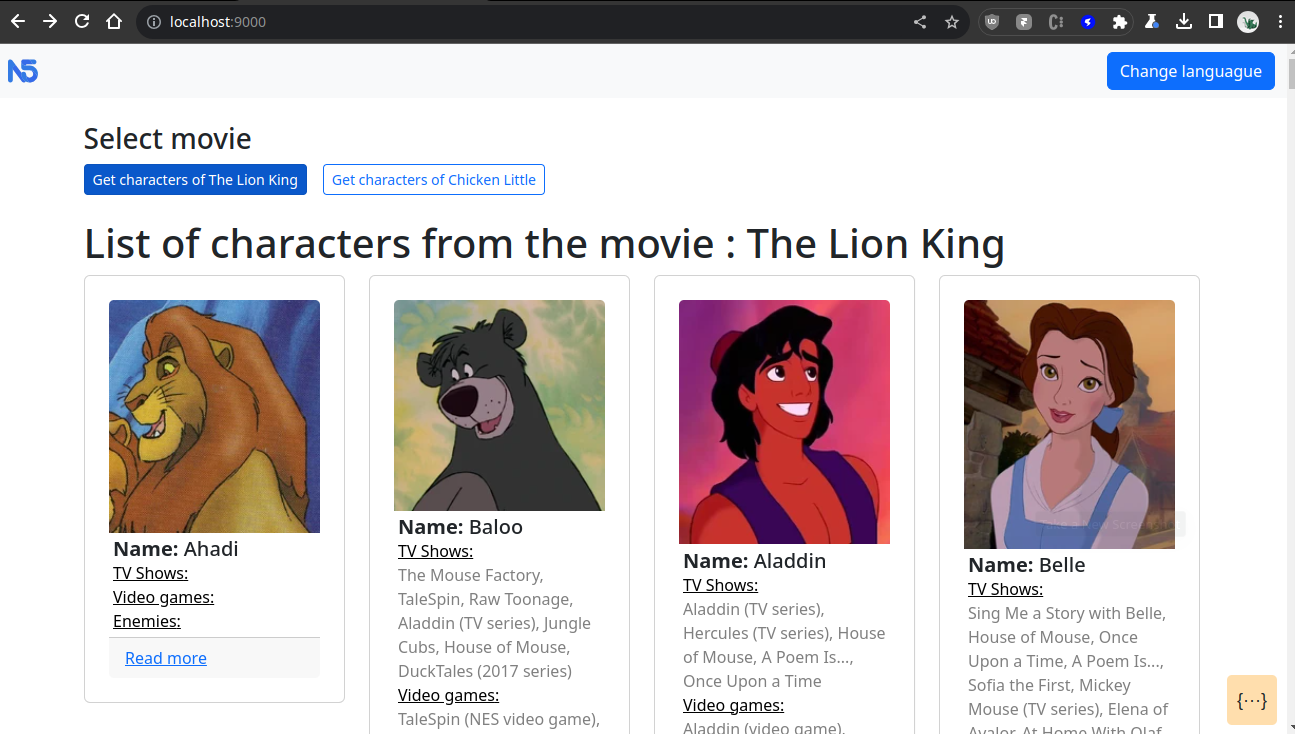 localhost:9000
N5
Change languague
Select movie
Get characters of The Lion King
Get characters of Chicken Little
List of characters from the movie : The Lion King
Name: Ahadi
TV Shows:
Video games:
Enemies:
Read more
Name: Baloo
TV Shows:
The Mouse Factory,
TaleSpin, Raw Toonage,
Aladdin (TV series), Jungle
Cubs, House of Mouse,
DuckTales (2017 series)
Video games:
TaleSpin (NES video game),
Name: Aladdin
TV Shows:
Aladdin (TV series),
Hercules (TV series), House
of Mouse, A Poem Is...,
Once Upon a Time
Video games:
Aladdin (video game),
Name: Belle
TV Shows:
Sing Me a Story with Belle,
House of Mouse, Once
Upon a Time, A Poem Is...,
Sofia the First, Mickey
Mouse (TV series), Elena of
Avalor, At Home With Olaf,
{···}